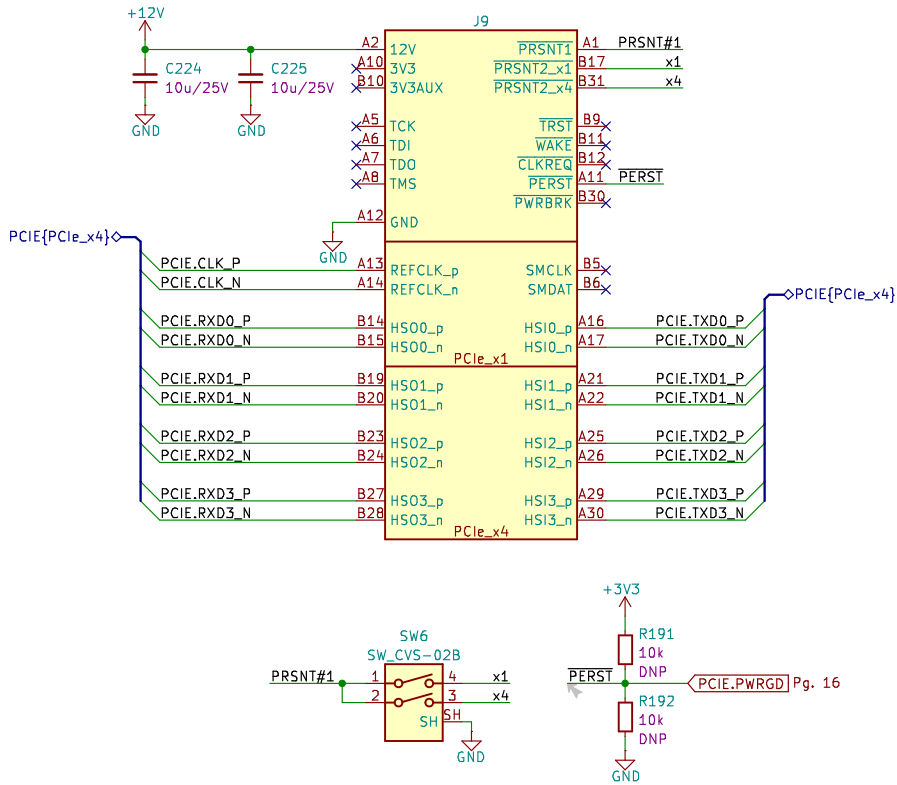 +12V
J9
A2 12V
PRSNT1 A1 PRSNT#1
C224
10u/25V
C225
10u/25V
A10 3V3
PRSNT2_x1 B17 x1
B10 3V3AUX
PRSNT2_x4 B31 x4
GND
GND
A5 TCK
TRST B9
A6 TDI
WAKE B11
A7 TDO
CLKREQ B12
A8 TMS
PERST A11 PERST
PWRBRK B30
A12 GND
GND
PCIE{PCIe_x4}
PCIE.CLK_P A13 REFCLK_p
SMCLK B5
PCIE.CLK_N A14 REFCLK_n
SMDAT B6
PCIE{PCIe_x4}
PCIE.RXD0_P B14 HSO0_p
HSI0_p A16 PCIE.TXD0_P
PCIE.RXD0_N B15 HSO0_n
HSI0_n A17 PCIE.TXD0_N
PCIe_x1
PCIE.RXD1_P B19 HSO1_p
HSI1_p A21 PCIE.TXD1_P
PCIE.RXD1_N B20 HSO1_n
HSI1_n A22 PCIE.TXD1_N
PCIE.RXD2_P B23 HSO2_p
HSI2_p A25 PCIE.TXD2_P
PCIE.RXD2_N B24 HSO2_n
HSI2_n A26 PCIE.TXD2_N
PCIE.RXD3_P B27 HSO3_p
HSI3_p A29 PCIE.TXD3_P
PCIE.RXD3_N B28 HSO3_n
HSI3_n A30 PCIE.TXD3_N
PCIe_x4
SW6
SW_CVS-02B
PRSNT#1 1 4 x1
2 3 x4
SH SH
GND
+3V3
R191
10k
DNP
PERST
PCIE.PWRGD Pg. 16
R192
10k
DNP
GND